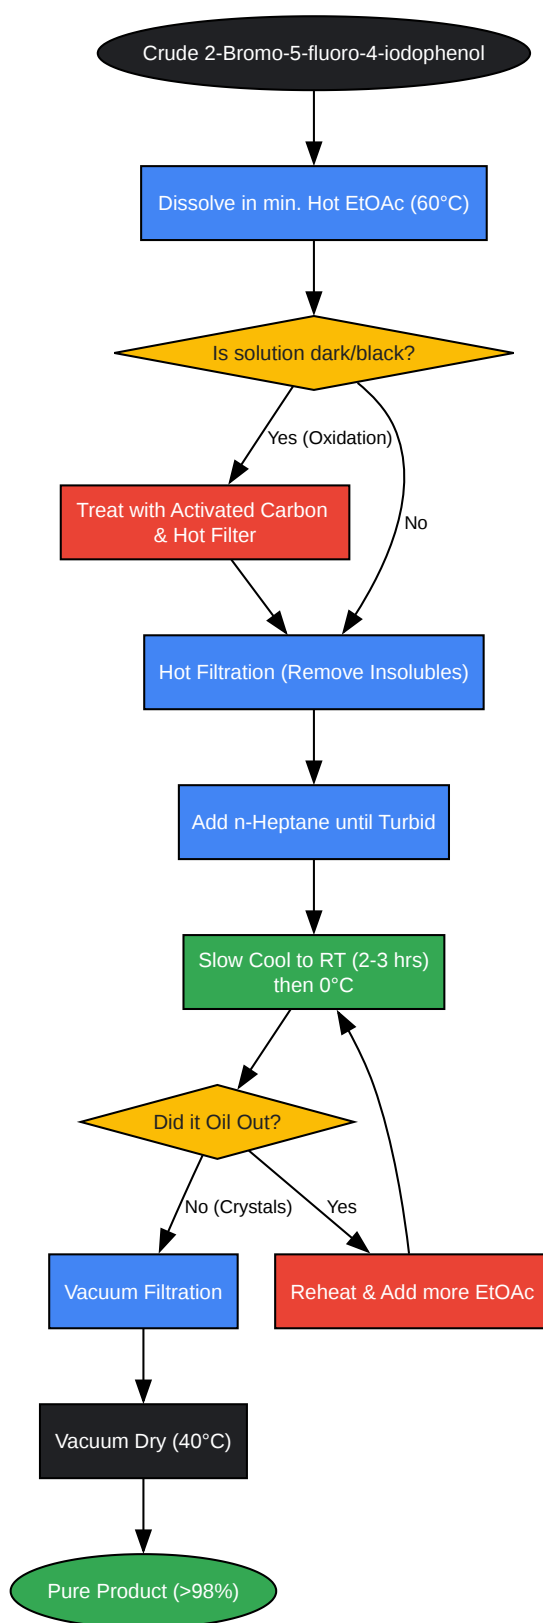 Crude 2-Bromo-5-fluoro-4-iodophenol
Dissolve in min. Hot EtOAc (60°C)
Is solution dark/black?
Yes (Oxidation)
Treat with Activated Carbon
& Hot Filter
No
Hot Filtration (Remove Insolubles)
Add n-Heptane until Turbid
Slow Cool to RT (2-3 hrs)
then 0°C
Did it Oil Out?
No (Crystals)
Yes
Vacuum Filtration
Reheat & Add more EtOAc
Vacuum Dry (40°C)
Pure Product (>98%)